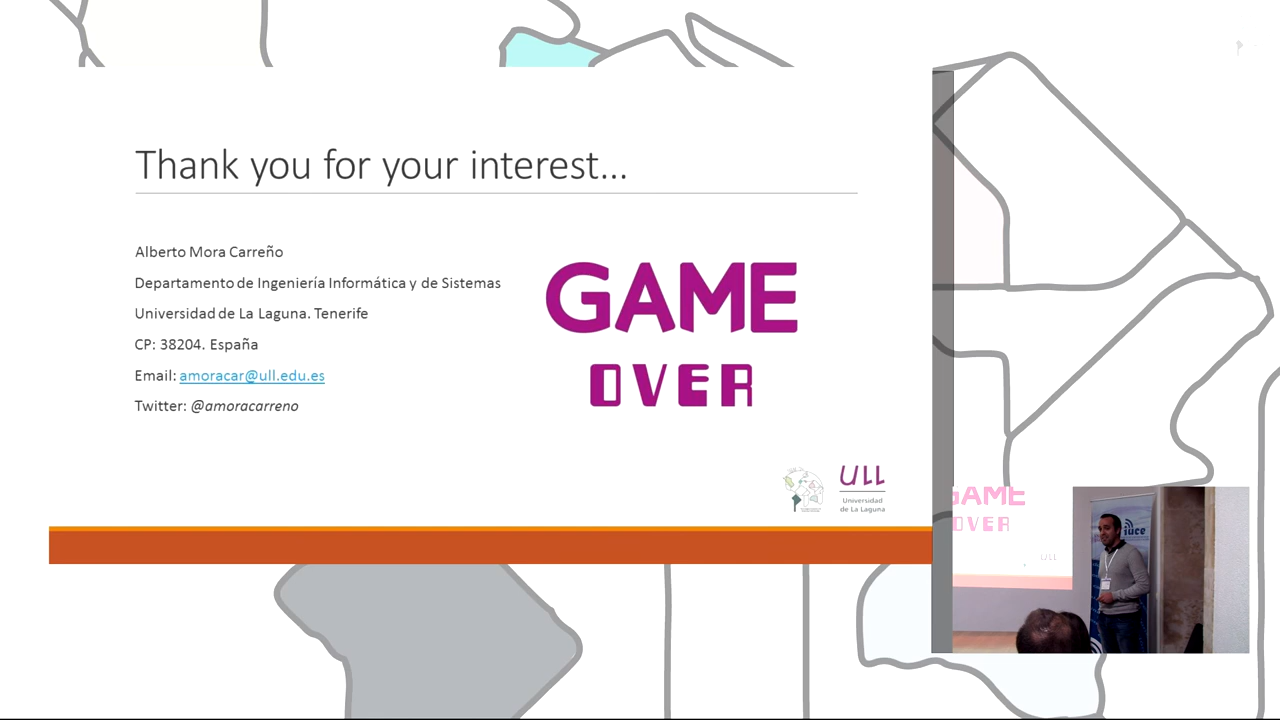 Thank you for your interest...
Alberto Mora Carreño
Departamento de Ingeniería Informática y de Sistemas
Universidad de La Laguna. Tenerife
CP: 38204. España
Email: amoracar@ull.edu.es
Twitter: @amoracarreno
GAME
OVER
ULL
Universidad
de La Laguna
GAME
OVER
ULL
iuce